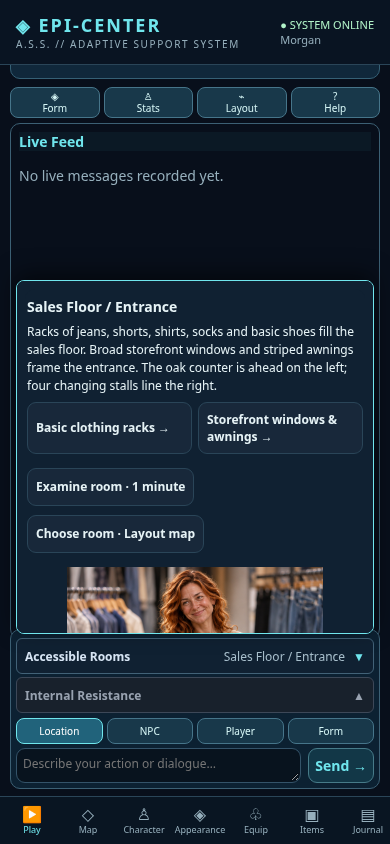 ◈ EPI-CENTER
A.S.S. // ADAPTIVE SUPPORT SYSTEM
● SYSTEM ONLINE
Morgan
Form
Stats
Layout
?
Help
Live Feed
No live messages recorded yet.
Sales Floor / Entrance
Racks of jeans, shorts, shirts, socks and basic shoes fill the
sales floor. Broad storefront windows and striped awnings
frame the entrance. The oak counter is ahead on the left;
four changing stalls line the right.
Basic clothing racks →
Storefront windows &
awnings →
Examine room · 1 minute
Choose room · Layout map
Accessible Rooms
Sales Floor / Entrance ▼
Internal Resistance ▲
Location
NPC
Player
Form
Describe your action or dialogue...
Send →
Play
Map
Character
Appearance
Equip
Items
Journal